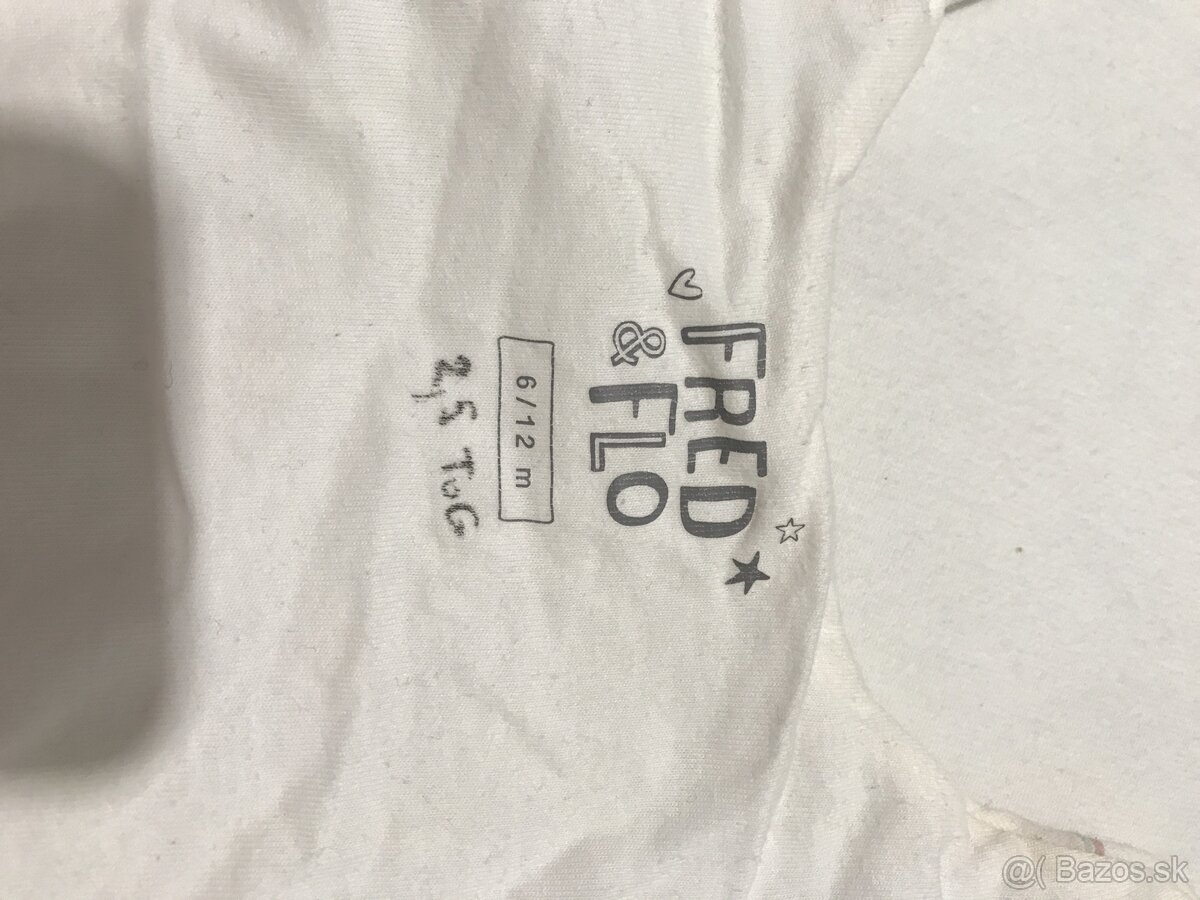 FRED
& FLO
6/12 m
2,5 ToG
@( Bazos.sk